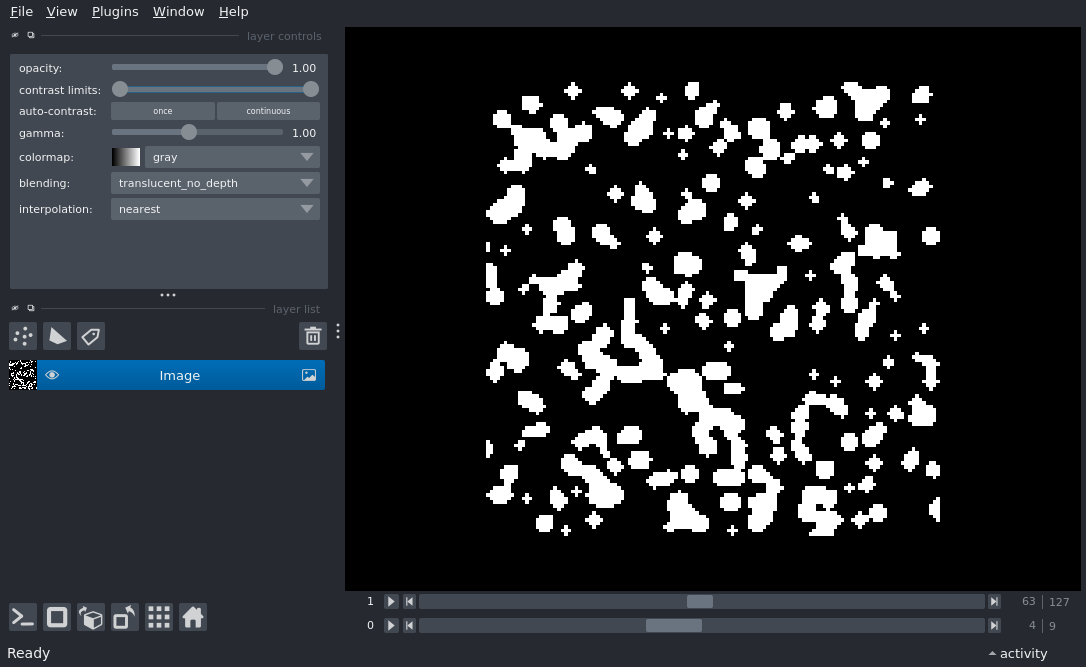 File View Plugins Window Help
layer controls
opacity: 1.00
contrast limits:
auto-contrast: once continuous
gamma: 1.00
colormap: gray
blending: translucent_no_depth
interpolation: nearest
layer list
Image
1 63 127
0 4 9
Ready activity